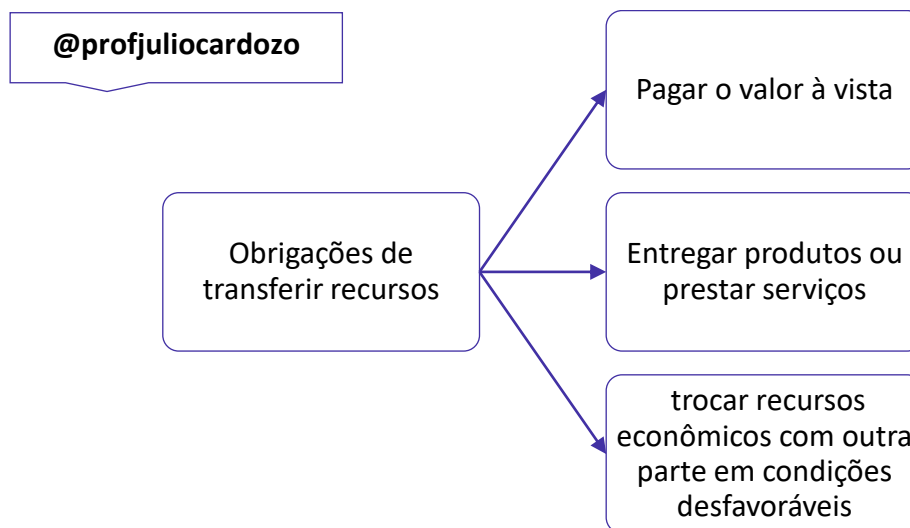 @profjuliocardozo
Pagar o valor à vista
Obrigações de
transferir recursos
Entregar produtos ou
prestar serviços
trocar recursos
econômicos com outra
parte em condições
desfavoráveis